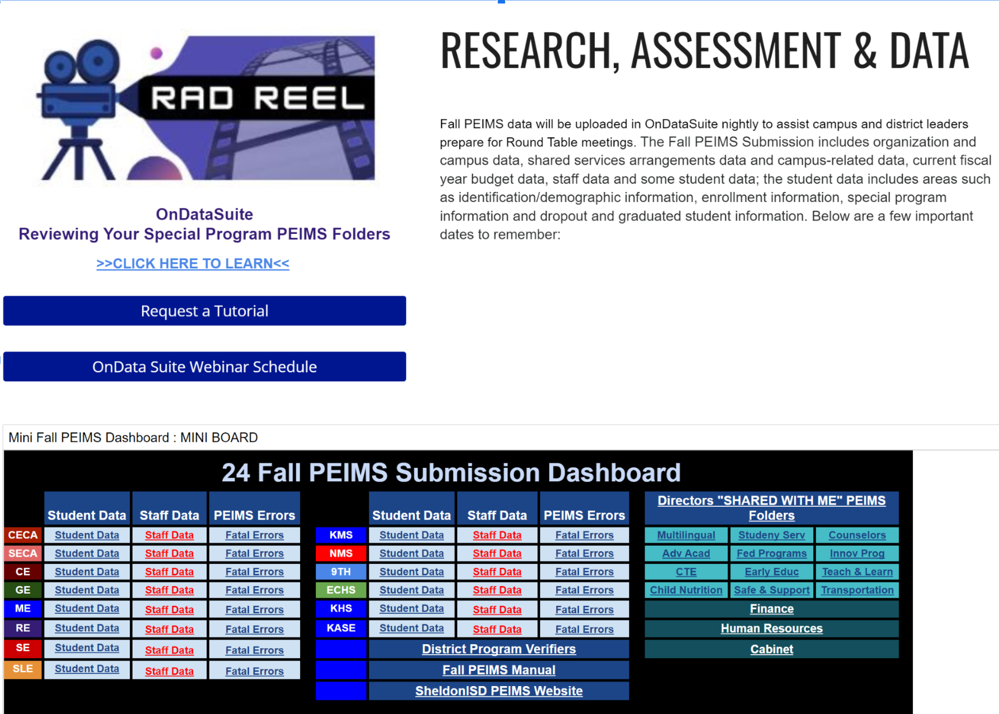 RAD REEL
OnDataSuite
Reviewing Your Special Program PEIMS Folders
>>CLICK HERE TO LEARN<<
Request a Tutorial
OnData Suite Webinar Schedule
RESEARCH, ASSESSMENT & DATA
Fall PEIMS data will be uploaded in OnDataSuite nightly to assist campus and district leaders
prepare for Round Table meetings. The Fall PEIMS Submission includes organization and
campus data, shared services arrangements data and campus-related data, current fiscal
year budget data, staff data and some student data; the student data includes areas such
as identification/demographic information, enrollment information, special program
information and dropout and graduated student information. Below are a few important
dates to remember:
Mini Fall PEIMS Dashboard : MINI BOARD
24 Fall PEIMS Submission Dashboard
Student Data Staff Data PEIMS Errors
CECA Student Data Staff Data Fatal Errors
SECA Student Data Staff Data Fatal Errors
CE Student Data Staff Data Fatal Errors
GE Student Data Staff Data Fatal Errors
ME Student Data Staff Data Fatal Errors
RE Student Data Staff Data Fatal Errors
SE Student Data Staff Data Fatal Errors
SLE Student Data Staff Data Fatal Errors
Student Data Staff Data PEIMS Errors
KMS Student Data Staff Data Fatal Errors
NMS Student Data Staff Data Fatal Errors
9TH Student Data Staff Data Fatal Errors
ECHS Student Data Staff Data Fatal Errors
KHS Student Data Staff Data Fatal Errors
KASE Student Data Staff Data Fatal Errors
District Program Verifiers
Fall PEIMS Manual
SheldonISD PEIMS Website
Directors "SHARED WITH ME" PEIMS
Folders
Multilingual Studeny Serv Counselors
Adv Acad Fed Programs Innov Prog
CTE Early Educ Teach & Learn
Child Nutrition Safe & Support Transportation
Finance
Human Resources
Cabinet